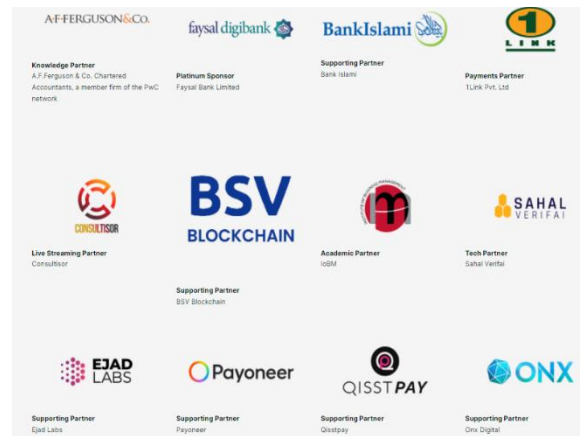 A·F·FERGUSON&CO.
Knowledge Partner
A.F.Ferguson & Co. Chartered
Accountants, a member firm of the PwC
network
faysal digibank
Platinum Sponsor
Faysal Bank Limited
BankIslami
Supporting Partner
Bank Islami
1
LINK
Payments Partner
1Link Pvt. Ltd
CONSULTISOR
Live Streaming Partner
Consultisor
BSV
BLOCKCHAIN
Supporting Partner
BSV Blockchain
Academic Partner
IoBM
SAHAL
VERIFAI
Tech Partner
Sahal Verifai
EJAD
LABS
Supporting Partner
Ejad Labs
Payoneer
Supporting Partner
Payoneer
QISSTPAY
Supporting Partner
Qisstpay
ONX
Supporting Partner
Onx Digital